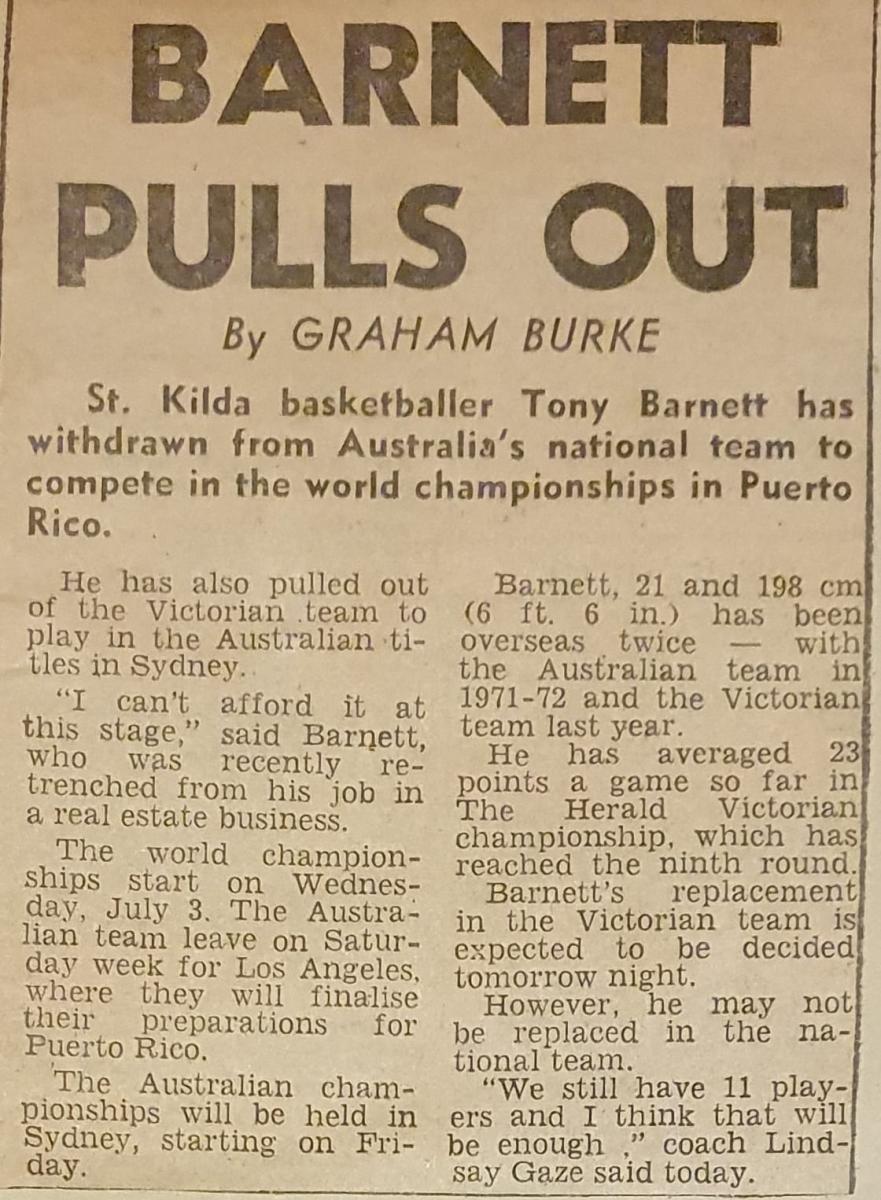 BARNETT
PULLS OUT
By GRAHAM BURKE
St. Kilda basketballer Tony Barnett has
withdrawn from Australia's national team to
compete in the world championships in Puerto
Rico.
He has also pulled out
of the Victorian team to
play in the Australian ti-
tles in Sydney.
"I can't afford it at
this stage," said Barnett,
who was recently re-
trenched from his job in
a real estate business.
The world champion-
ships start on Wednes-
day, July 3. The Austra-
lian team leave on Satur-
day week for Los Angeles,
where they will finalise
their preparations for
Puerto Rico.
The Australian cham-
pionships will be held in
Sydney, starting on Fri-
day.
Barnett, 21 and 198 cm
(6 ft. 6 in.) has been
overseas twice — with
the Australian team in
1971-72 and the Victorian
team last year.
He has averaged 23
points a game so far in
The Herald Victorian
championship, which has
reached the ninth round.
Barnett's replacement
in the Victorian team is
expected to be decided
tomorrow night.
However, he may not
be replaced in the na-
tional team.
"We still have 11 play-
ers and I think that will
be enough ," coach Lind-
say Gaze said today.